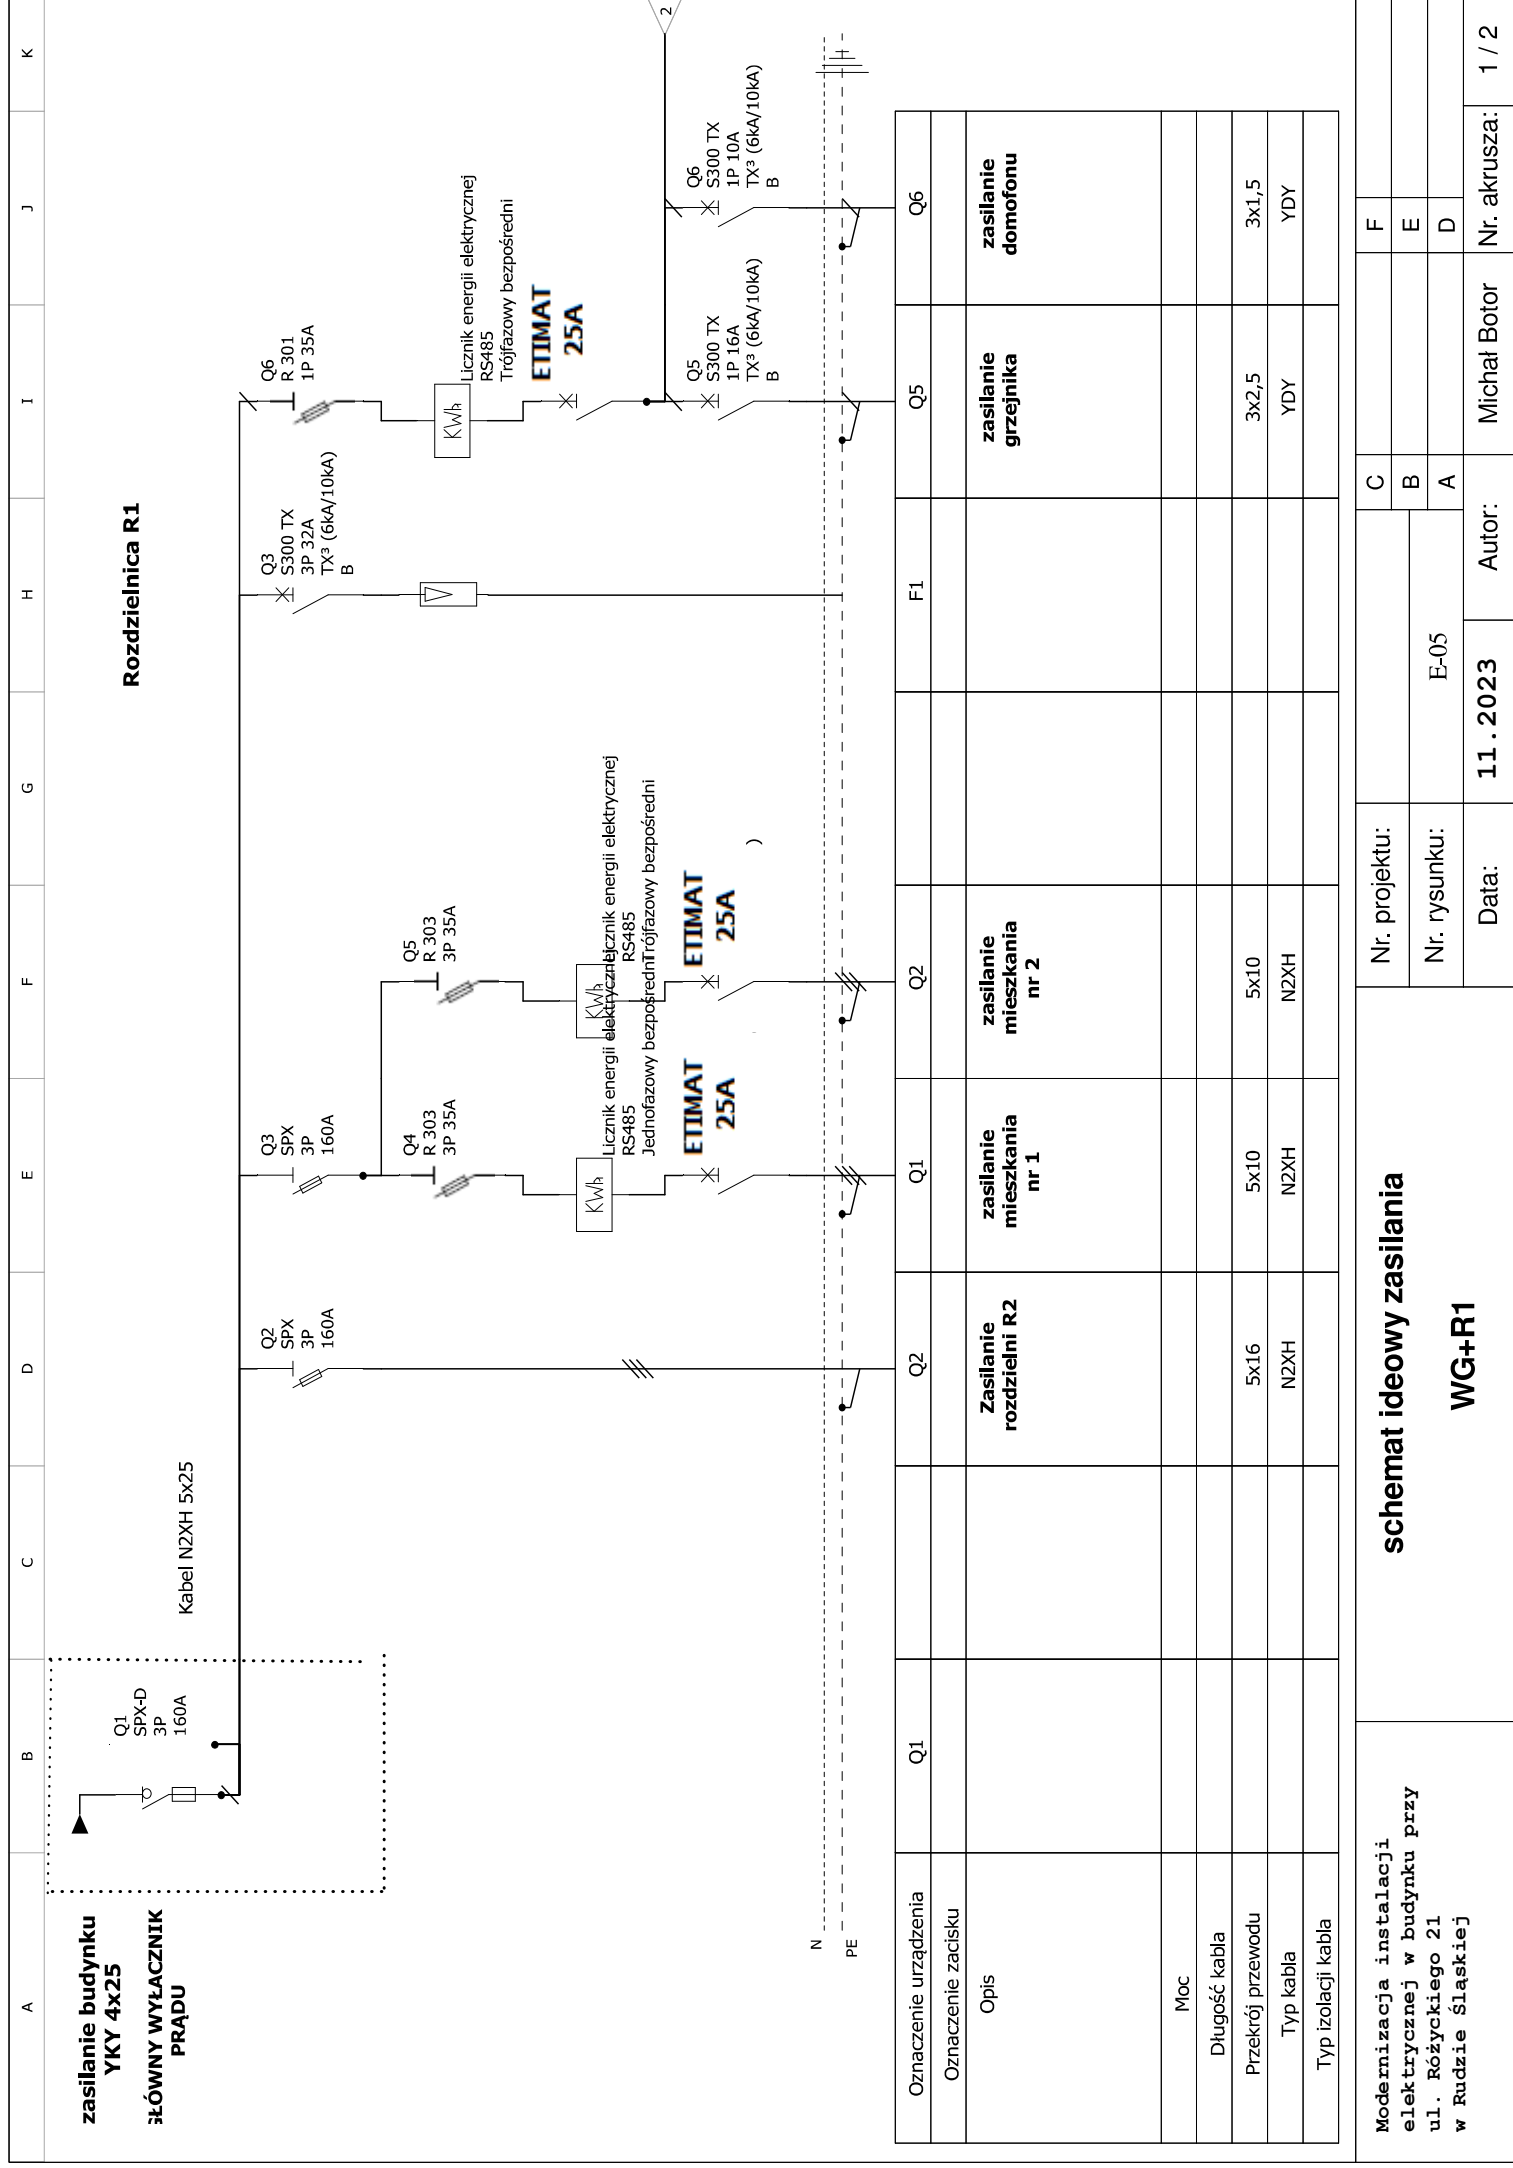 A
B
C
D
E
F
G
H
I
J
K
zasilanie budynku
YKY 4x25
GŁÓWNY WYŁACZNIK
PRĄDU
Q1
SPX-D
3P
160A
Kabel N2XH 5x25
Rozdzielnica R1
Q2
SPX
3P
160A
Q3
SPX
3P
160A
Q4
R 303
3P 35A
Licznik energii elektrycznej
RS485
Jednofazowy bezpośredni
KWh
ETIMAT
25A
Q5
R 303
3P 35A
Licznik energii elektrycznej
RS485
Trójfazowy bezpośredni
KWh
ETIMAT
25A
)
Q3
S300 TX
3P 32A
TX³ (6kA/10kA)
B
Q6
R 301
1P 35A
Licznik energii elektrycznej
RS485
Trójfazowy bezpośredni
KWh
ETIMAT
25A
Q5
S300 TX
1P 16A
TX³ (6kA/10kA)
B
Q6
S300 TX
1P 10A
TX³ (6kA/10kA)
B
2
N
PE
Oznaczenie urządzenia
Q1
Q2
Q1
Q2
F1
Q5
Q6
Oznaczenie zacisku
Opis
Zasilanie
rozdzielni R2
zasilanie
mieszkania
nr 1
zasilanie
mieszkania
nr 2
zasilanie
grzejnika
zasilanie
domofonu
Moc
Długość kabla
Przekrój przewodu
5x16
5x10
5x10
3x2,5
3x1,5
Typ kabla
N2XH
N2XH
N2XH
YDY
YDY
Typ izolacji kabla
Modernizacja instalacji
elektrycznej w budynku przy
ul. Różyckiego 21
w Rudzie Śląskiej
schemat ideowy zasilania
WG+R1
Nr. projektu:
Nr. rysunku:
E-05
Data:
11.2023
C
B
A
F
E
D
Autor:
Michał Botor
Nr. akrusza:
1 / 2